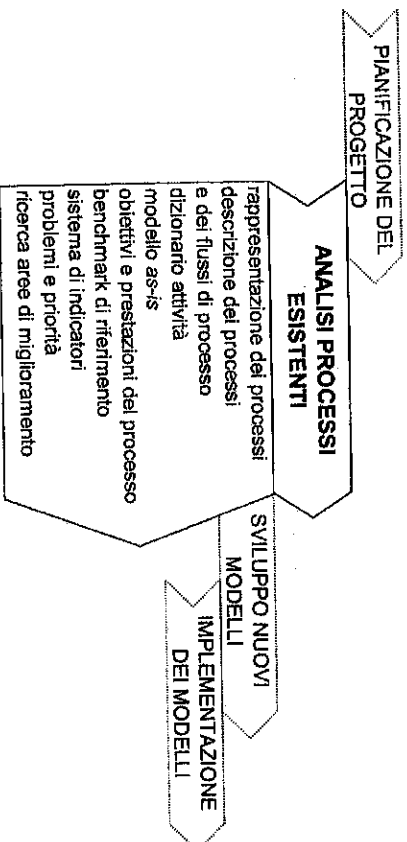 PIANIFICAZIONE DEL
PROGETTO
ANALISI PROCESSI
ESISTENTI
rappresentazione dei processi
descrizione dei processi
e dei flussi di processo
dizionario attività
modello as-is
obiettivi e prestazioni del processo
benchmark di riferimento
sistema di indicatori
problemi e priorità
ricerca aree di miglioramento
SVILUPPO NUOVI
MODELLI
IMPLEMENTAZIONE
DEI MODELLI